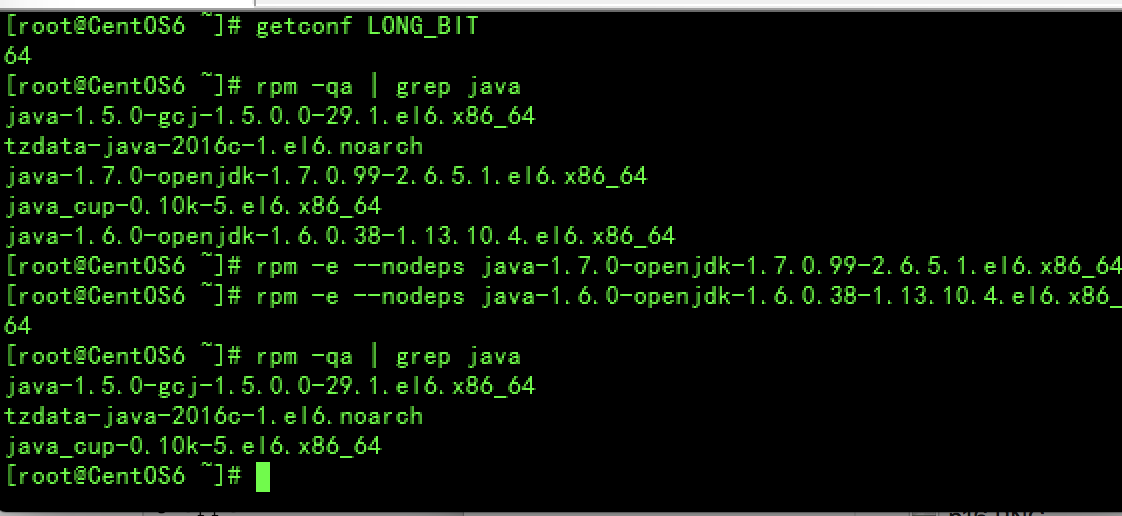 [root@CentOS6 ~]# getconf LONG_BIT
64
[root@CentOS6 ~]# rpm -qa | grep java
java-1.5.0-gcj-1.5.0.0-29.1.el6.x86_64
tzdata-java-2016c-1.el6.noarch
java-1.7.0-openjdk-1.7.0.99-2.6.5.1.el6.x86_64
java_cup-0.10k-5.el6.x86_64
java-1.6.0-openjdk-1.6.0.38-1.13.10.4.el6.x86_64
[root@CentOS6 ~]# rpm -e --nodeps java-1.7.0-openjdk-1.7.0.99-2.6.5.1.el6.x86_64
[root@CentOS6 ~]# rpm -e --nodeps java-1.6.0-openjdk-1.6.0.38-1.13.10.4.el6.x86_
64
[root@CentOS6 ~]# rpm -qa | grep java
java-1.5.0-gcj-1.5.0.0-29.1.el6.x86_64
tzdata-java-2016c-1.el6.noarch
java_cup-0.10k-5.el6.x86_64
[root@CentOS6 ~]#